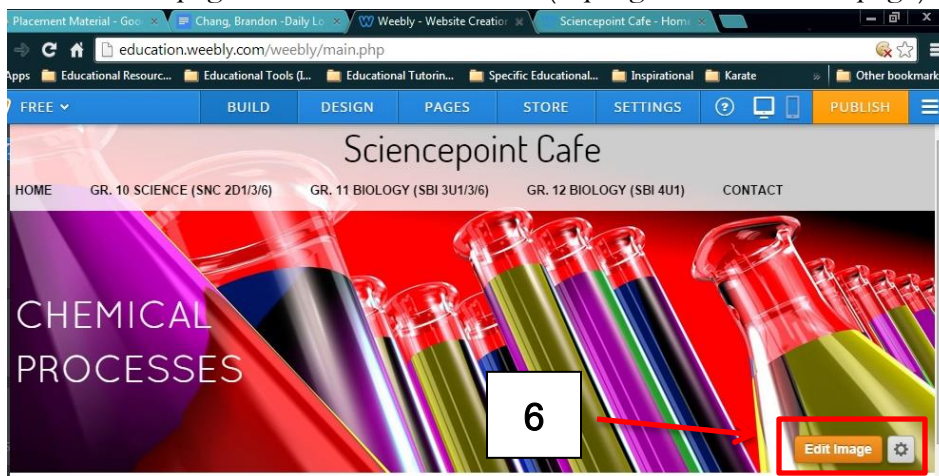 Placement Material - Goo
Chang, Brandon -Daily Lo
Weebly - Website Creatio
Sciencepoint Cafe - Home
education.weebly.com/weebly/main.php
Apps Educational Resourc... Educational Tools (I... Educational Tutorin... Specific Educational... Inspirational Karate » Other bookmark
FREE BUILD DESIGN PAGES STORE SETTINGS ? PUBLISH
Sciencepoint Cafe
HOME GR. 10 SCIENCE (SNC 2D1/3/6) GR. 11 BIOLOGY (SBI 3U1/3/6) GR. 12 BIOLOGY (SBI 4U1) CONTACT
CHEMICAL
PROCESSES
6
Edit Image